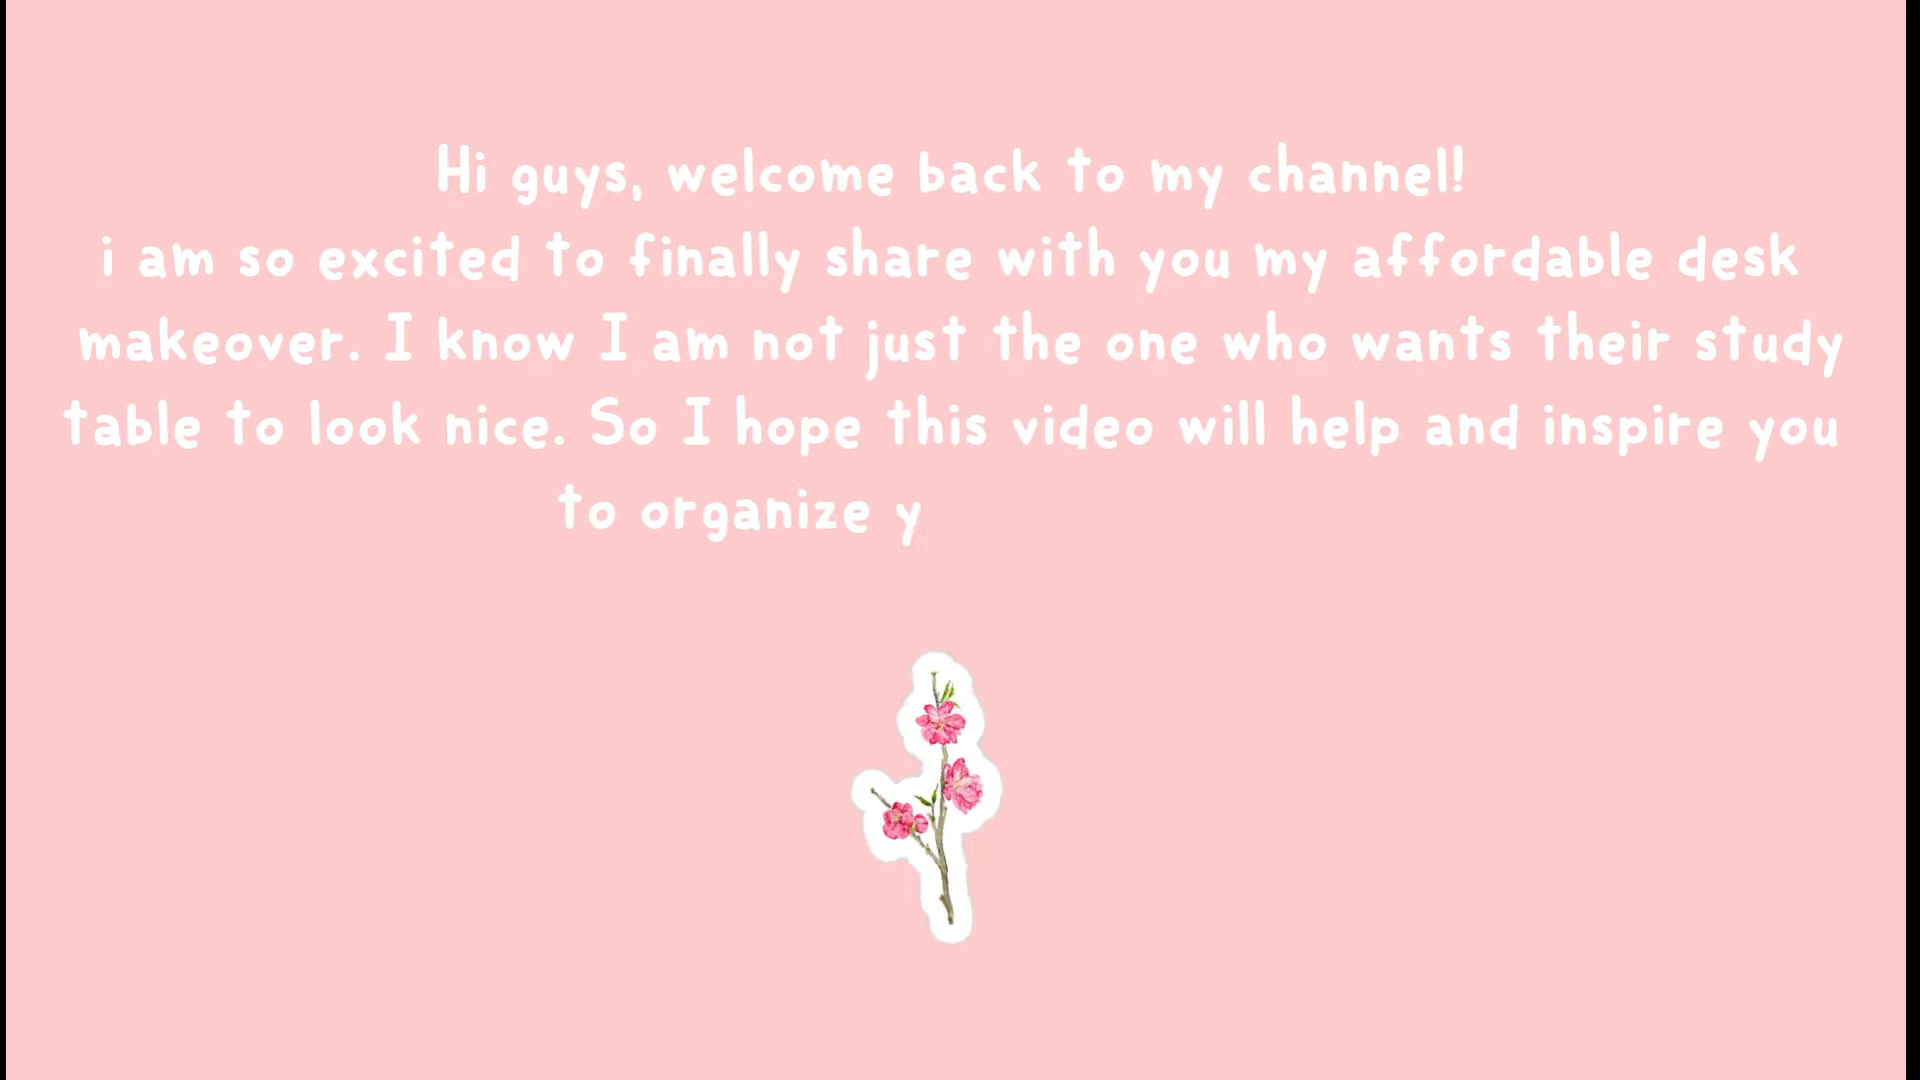 Hi guys, welcome back to my channel!
i am so excited to finally share with you my affordable desk
makeover. I know I am not just the one who wants their study
table to look nice. So I hope this video will help and inspire you
to organize y